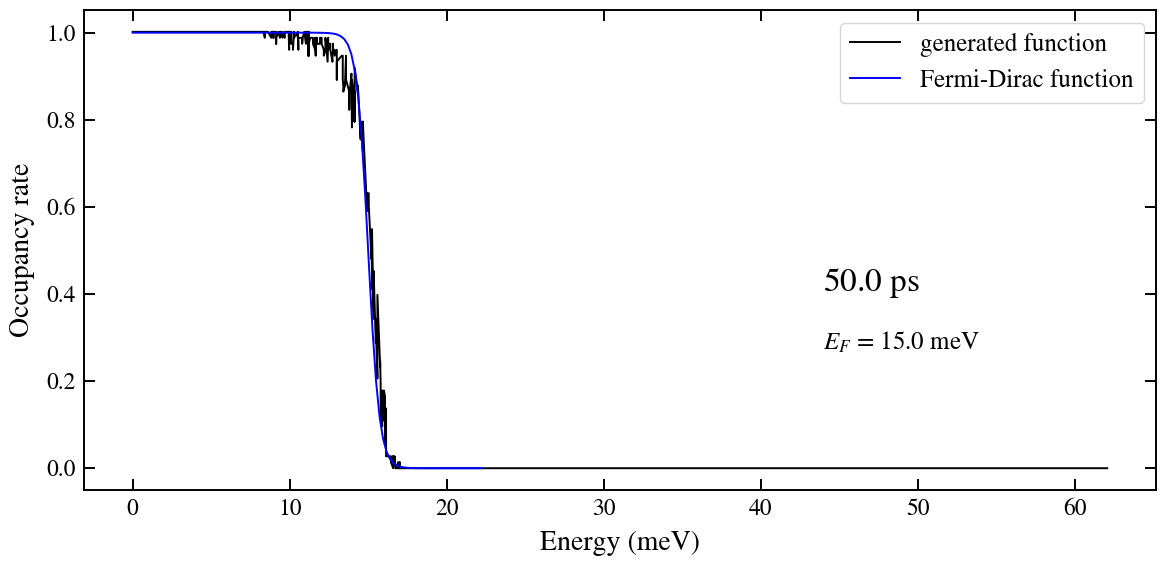 generated function
Fermi-Dirac function
1.0
0.8
0.6
0.4
0.2
0.0
Occupancy rate
50.0 ps
E_F = 15.0 meV
0 10 20 30 40 50 60
Energy (meV)